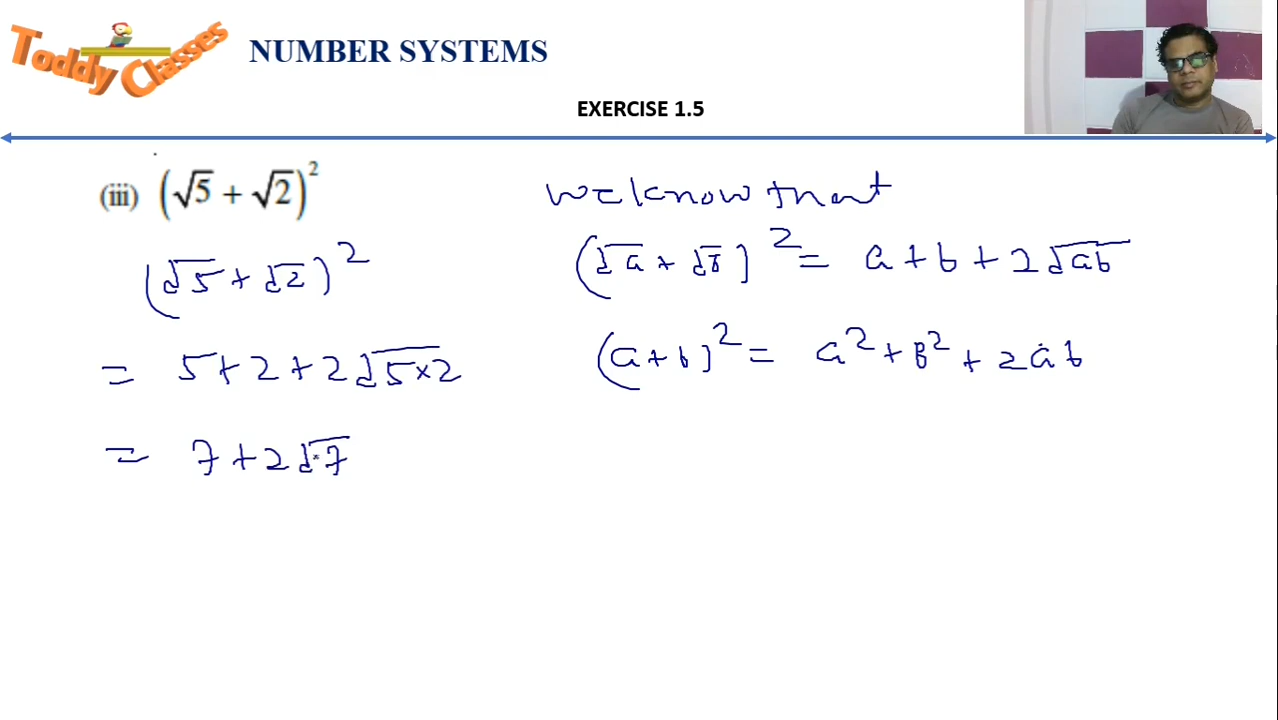 Toddy Classes
NUMBER SYSTEMS
EXERCISE 1.5
(iii) (√5 + √2)²
(√5 + √2)²
= 5 + 2 + 2√5×2
= 7 + 2√7
we know that
(√a + √b)² = a + b + 2√ab
(a + b)² = a² + b² + 2ab